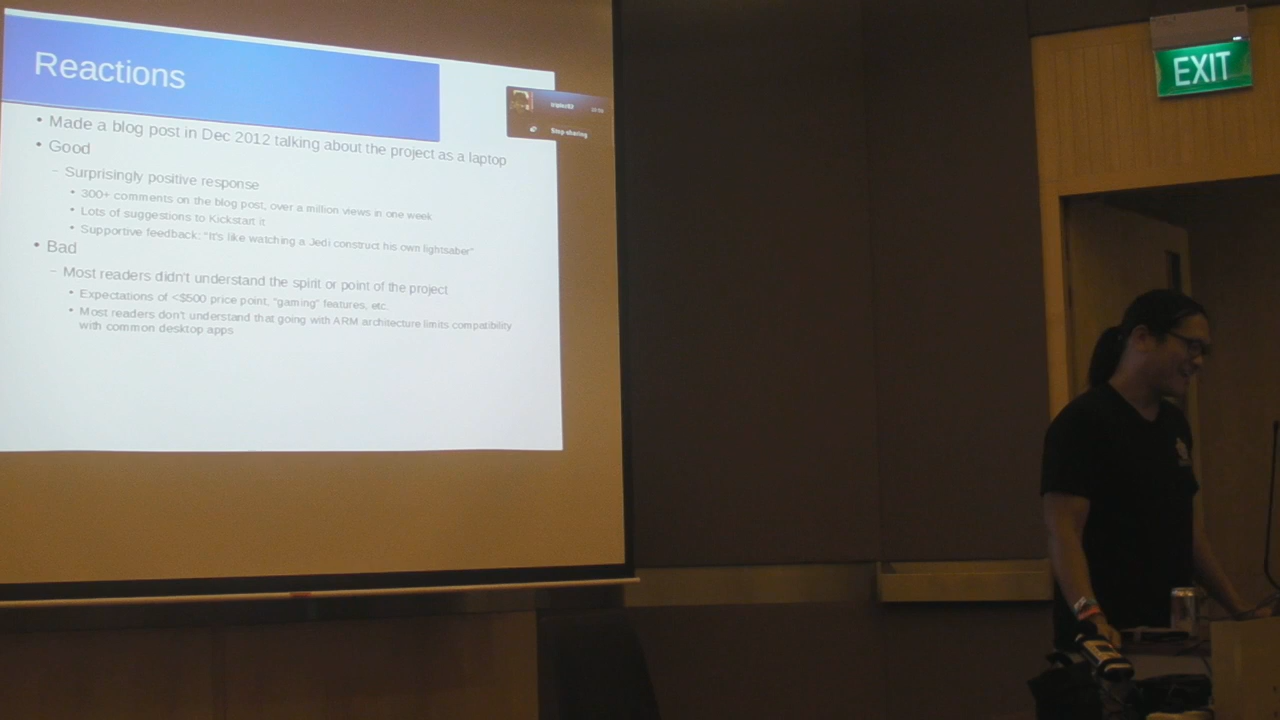 Reactions
• Made a blog post in Dec 2012 talking about the project as a laptop
• Good
– Surprisingly positive response
• 300+ comments on the blog post, over a million views in one week
• Lots of suggestions to Kickstart it
• Supportive feedback: "It's like watching a Jedi construct his own lightsaber"
• Bad
– Most readers didn't understand the spirit or point of the project
• Expectations of <$500 price point, "gaming" features, etc.
• Most readers don't understand that going with ARM architecture limits compatibility
with common desktop apps
Stop sharing
EXIT